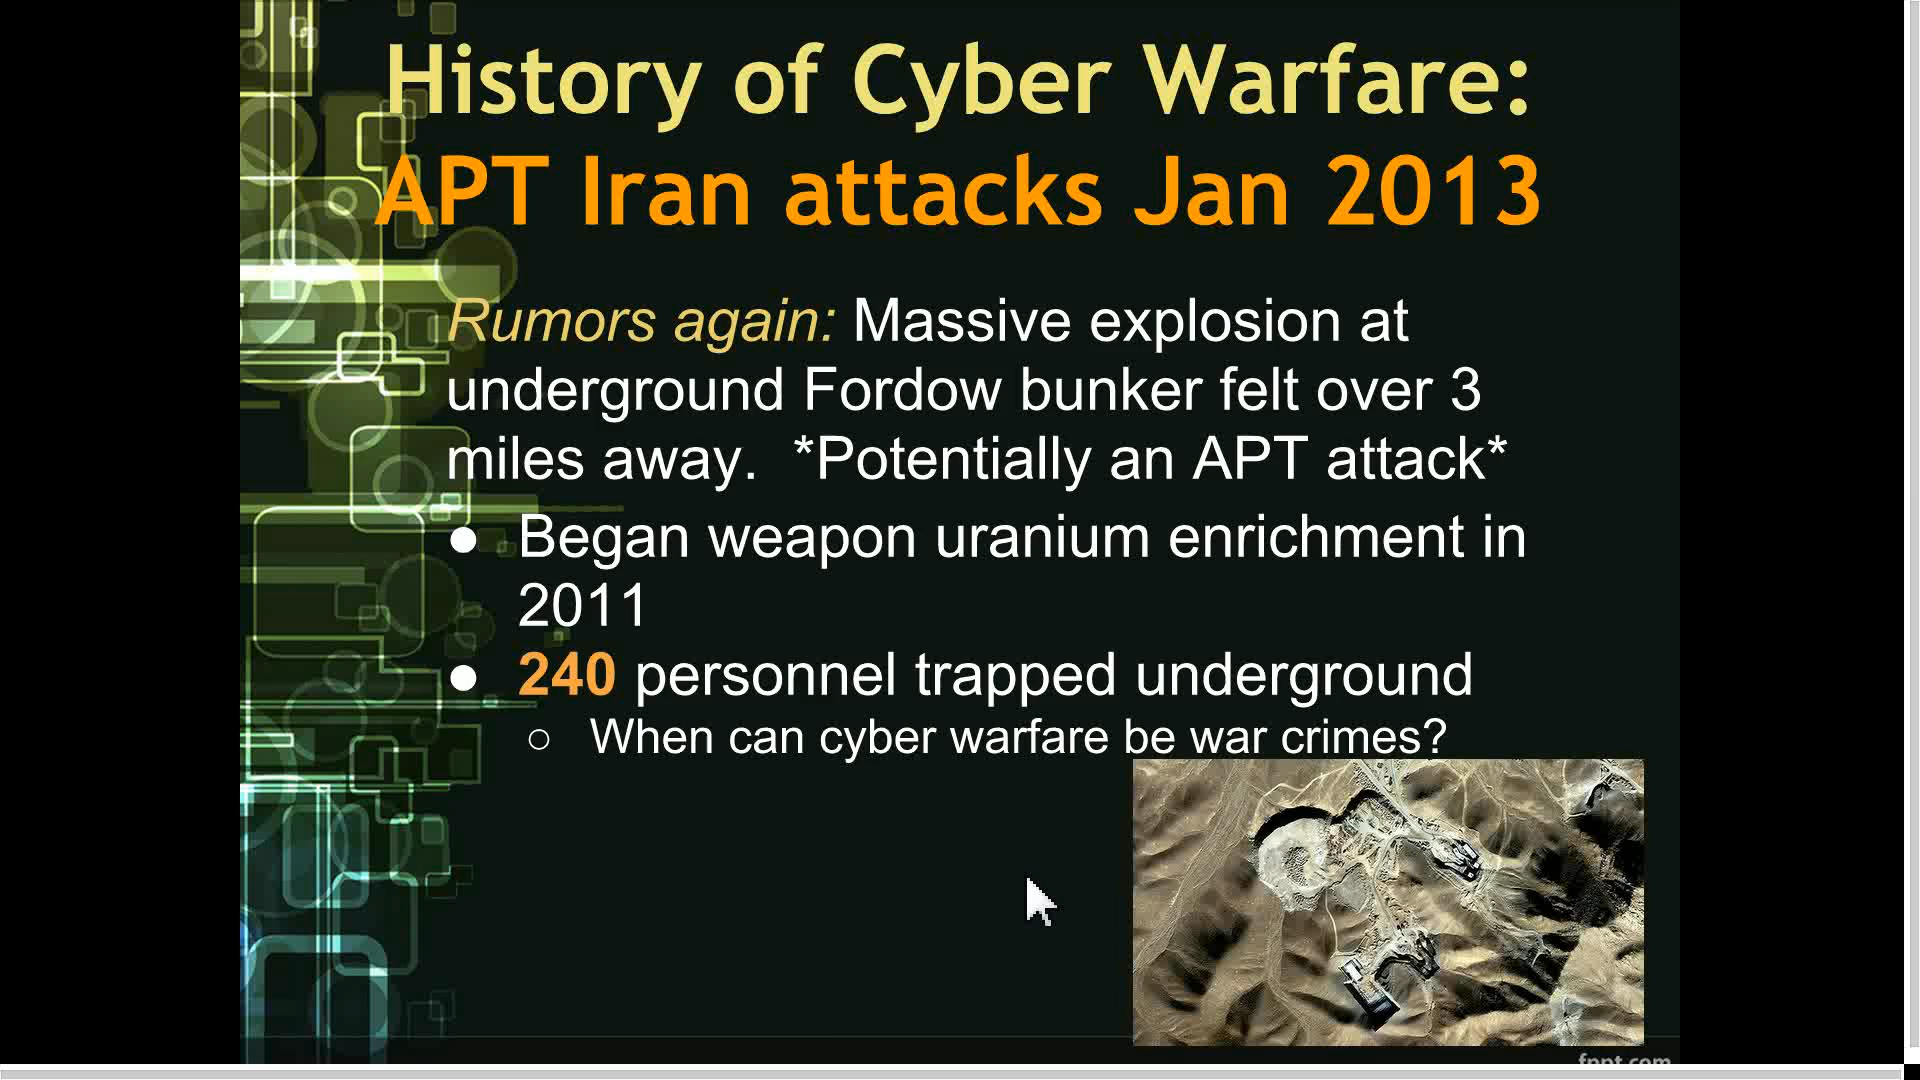 History of Cyber Warfare:
APT Iran attacks Jan 2013
Rumors again: Massive explosion at
underground Fordow bunker felt over 3
miles away.  *Potentially an APT attack*
● Began weapon uranium enrichment in
2011
● 240 personnel trapped underground
○ When can cyber warfare be war crimes?
fppt.com